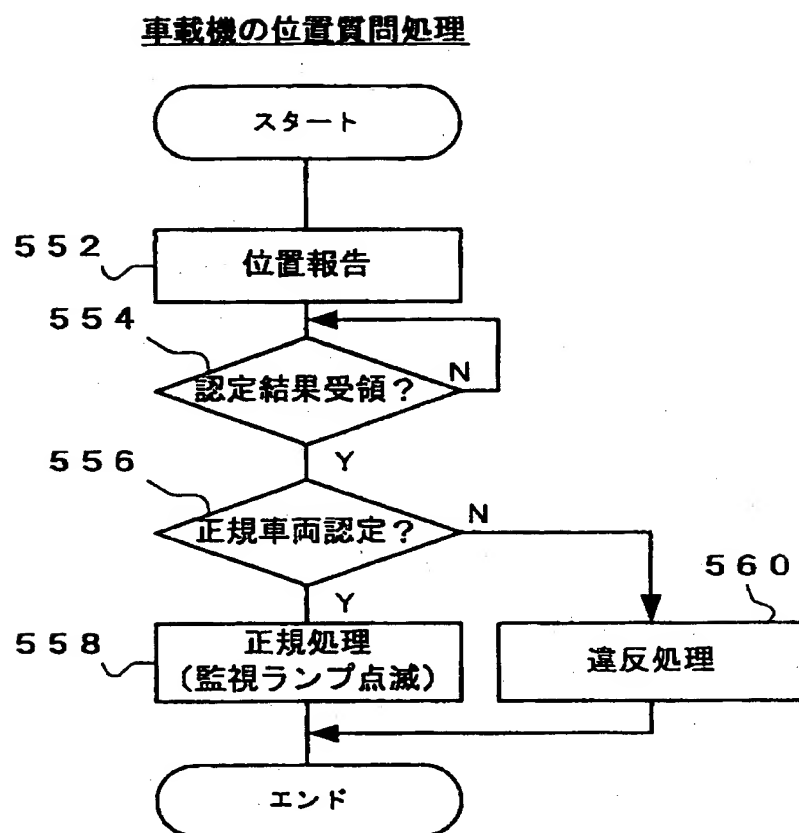 車載機の位置質問処理
スタート
552
位置報告
554
認定結果受領?
N
Y
556
正規車両認定?
N
Y
560
558
正規処理
(監視ランプ点滅)
違反処理
エンド